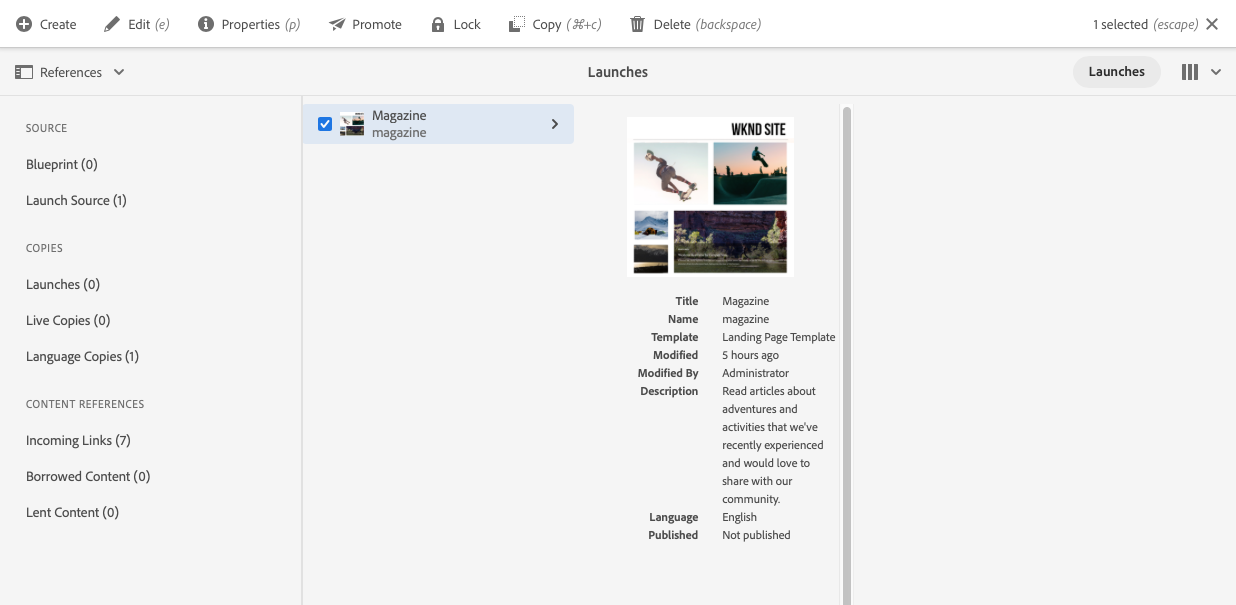 Create Edit (e) Properties (p) Promote Lock Copy (⌘+c) Delete (backspace) 1 selected (escape)
References Launches Launches
SOURCE
Blueprint (0)
Launch Source (1)
COPIES
Launches (0)
Live Copies (0)
Language Copies (1)
CONTENT REFERENCES
Incoming Links (7)
Borrowed Content (0)
Lent Content (0)
Magazine
magazine
WKND SITE
Title Magazine
Name magazine
Template Landing Page Template
Modified 5 hours ago
Modified By Administrator
Description Read articles about
adventures and
activities that we've
recently experienced
and would love to
share with our
community.
Language English
Published Not published